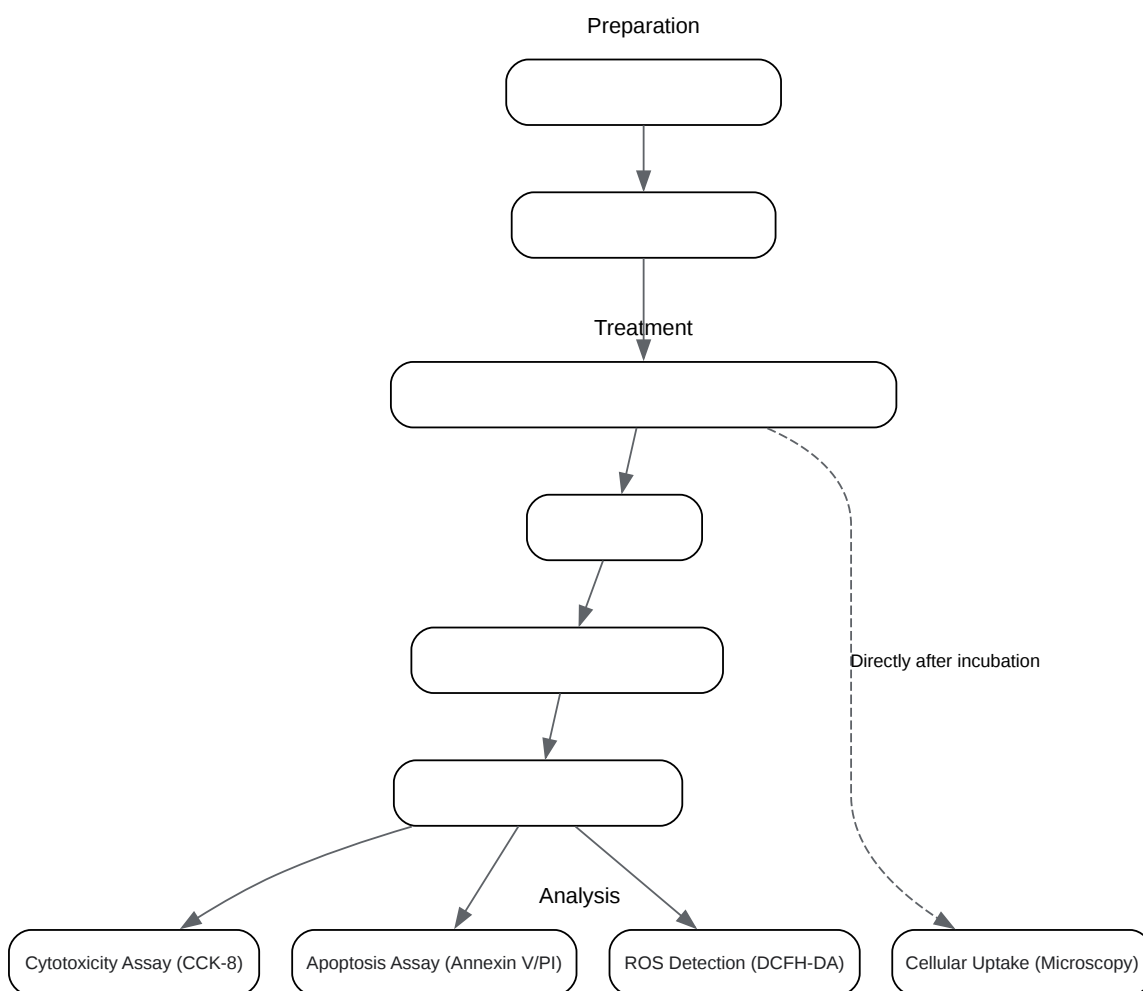 Preparation
Treatment
Directly after incubation
Analysis
Cytotoxicity Assay (CCK-8)
Apoptosis Assay (Annexin V/PI)
ROS Detection (DCFH-DA)
Cellular Uptake (Microscopy)